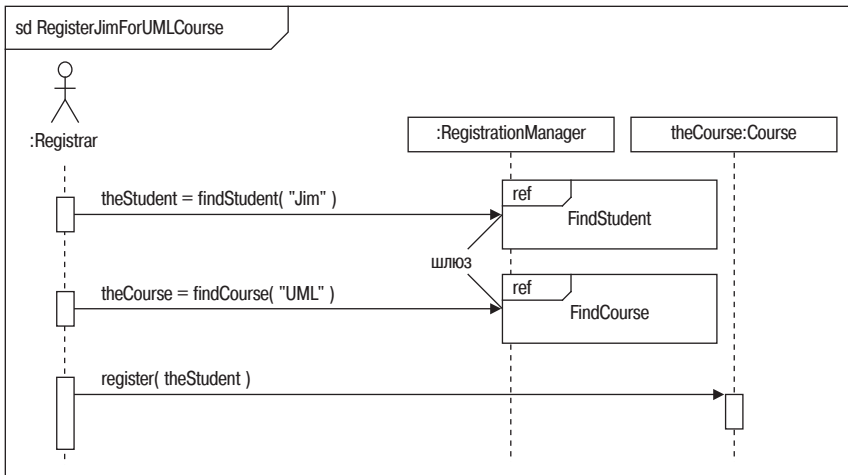 sd RegisterJimForUMLCourse
:Registrar
:RegistrationManager
theCourse:Course
theStudent = findStudent( "Jim" )
ref
FindStudent
шлюз
theCourse = findCourse( "UML" )
ref
FindCourse
register( theStudent )